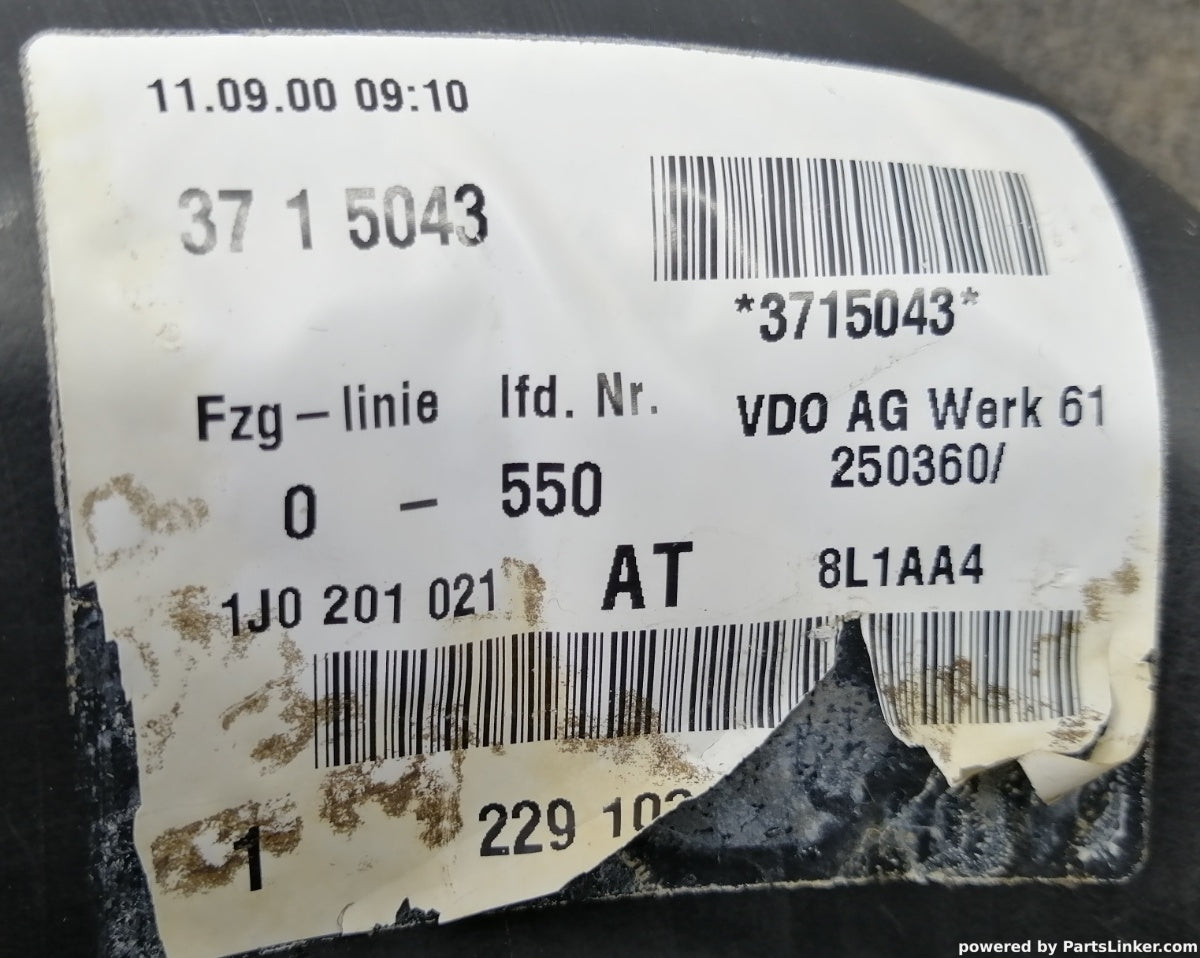 11.09.00 09:10
37 1 5043
*3715043*
Fzg-linie lfd. Nr.
VDO AG Werk 61
0 - 550
250360/
1J0 201 021
AT
8L1AA4
1
229
powered by PartsLinker.com